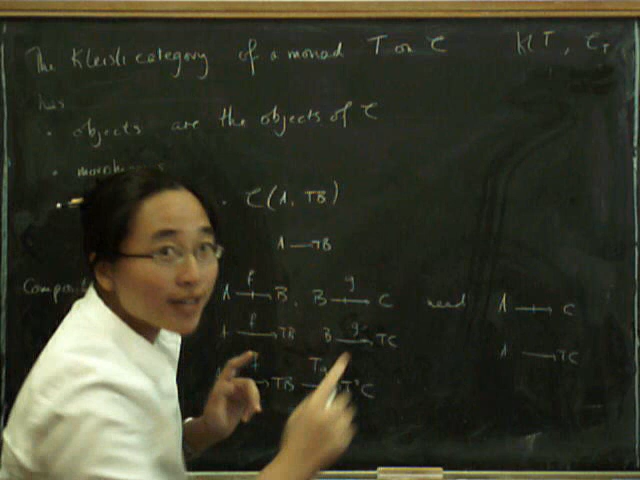 The Kleisli category of a monad T on C Kl T, C_T
has
• objects are the objects of C
• morphisms
• C(A, TB)
A → TB
A —f→ B, B —g→ C need A → C
A —f→ TB B —g→ TC A → TC
→ TB —Tg→ T²C